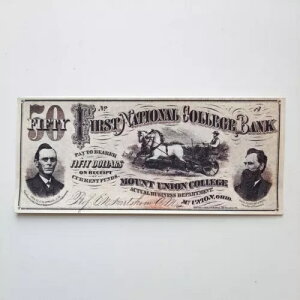 50 No
FIFTY FIRST NATIONAL COLLEGE BANK
PAY TO BEARER
FIFTY DOLLARS
ON RECEIPT
CURRENT FUNDS.
MOUNT UNION COLLEGE
ACTUAL BUSINESS DEPARTMENT
MT UNION, OHIO.